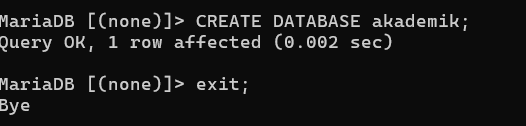 MariaDB [(none)]> CREATE DATABASE akademik;
Query OK, 1 row affected (0.002 sec)
MariaDB [(none)]> exit;
Bye